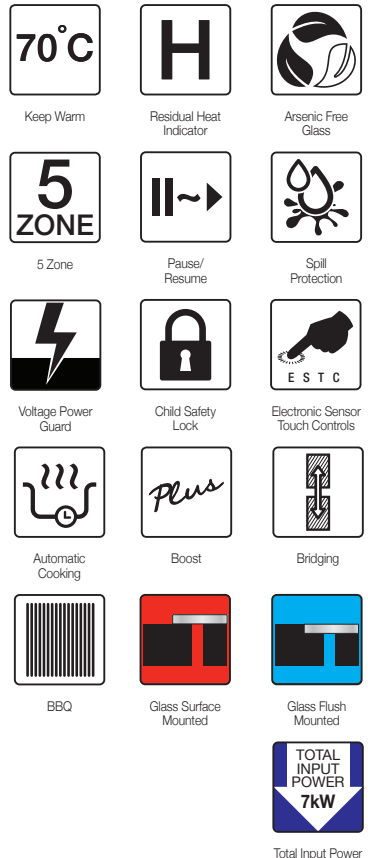 70°C
H
Keep Warm
Residual Heat
Indicator
Arsenic Free
Glass
5
ZONE
5 Zone
Pause/
Resume
Spill
Protection
E S T C
Voltage Power
Guard
Child Safety
Lock
Electronic Sensor
Touch Controls
Plus
Automatic
Cooking
Boost
Bridging
BBQ
Glass Surface
Mounted
Glass Flush
Mounted
TOTAL
INPUT
POWER
7kW
Total Input Power